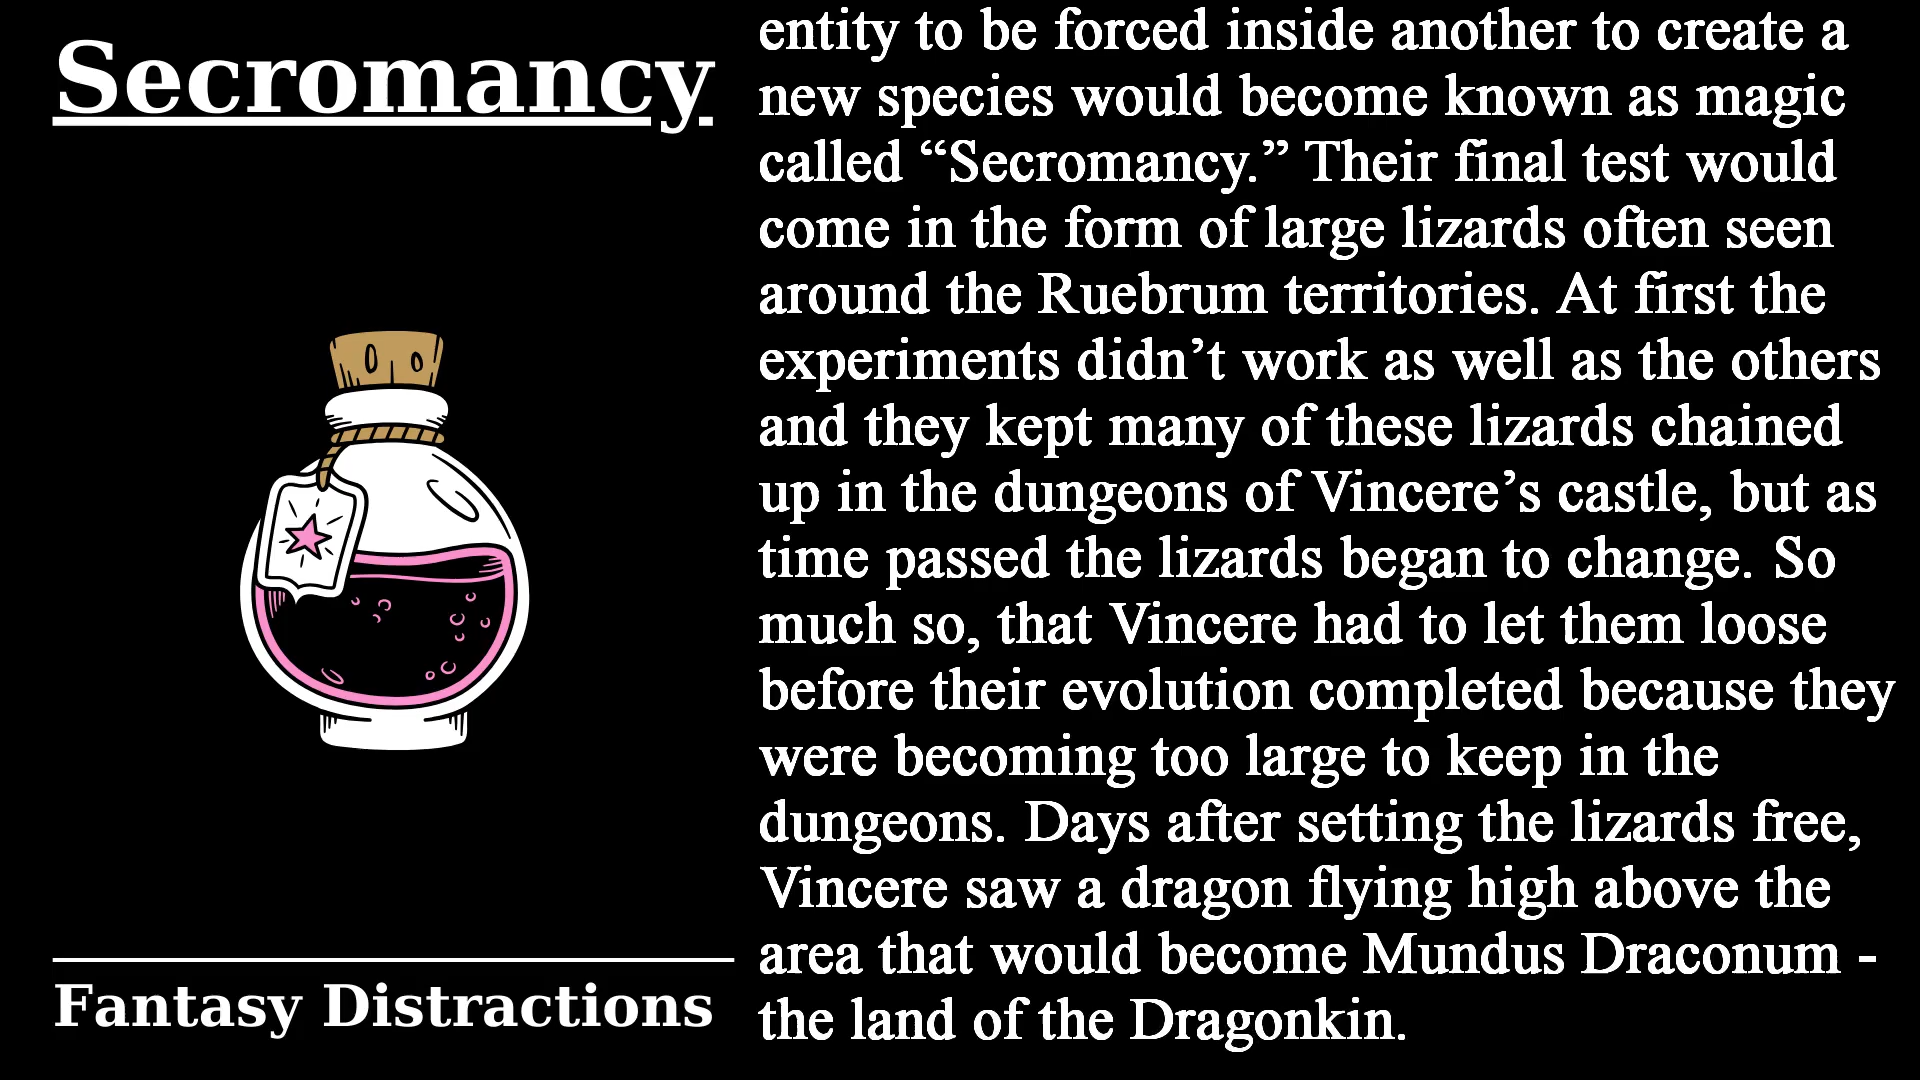 Secromancy
Fantasy Distractions
entity to be forced inside another to create a
new species would become known as magic
called “Secromancy.” Their final test would
come in the form of large lizards often seen
around the Ruebrum territories. At first the
experiments didn’t work as well as the others
and they kept many of these lizards chained
up in the dungeons of Vincere’s castle, but as
time passed the lizards began to change. So
much so, that Vincere had to let them loose
before their evolution completed because they
were becoming too large to keep in the
dungeons. Days after setting the lizards free,
Vincere saw a dragon flying high above the
area that would become Mundus Draconum -
the land of the Dragonkin.